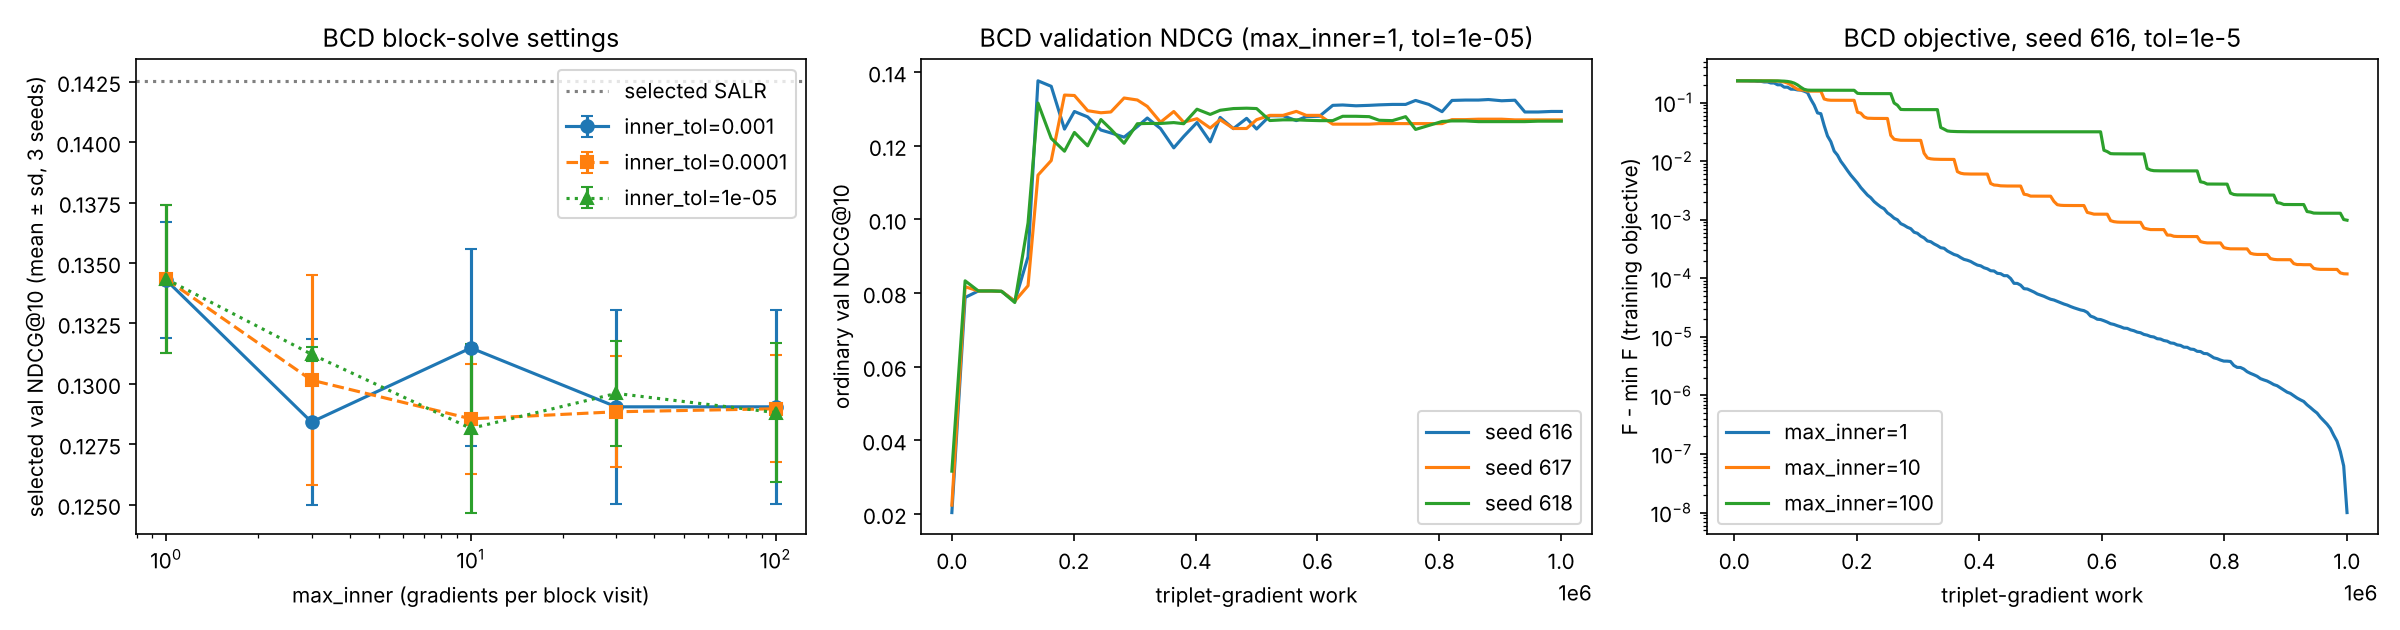 BCD block-solve settings
selected val NDCG@10 (mean ± sd, 3 seeds)
0.1425
0.1400
0.1375
0.1350
0.1325
0.1300
0.1275
0.1250
selected SALR
inner_tol=0.001
inner_tol=0.0001
inner_tol=1e-05
10⁰
10¹
10²
max_inner (gradients per block visit)
BCD validation NDCG (max_inner=1, tol=1e-05)
ordinary val NDCG@10
0.14
0.12
0.10
0.08
0.06
0.04
0.02
seed 616
seed 617
seed 618
0.0
0.2
0.4
0.6
0.8
1.0
1e6
triplet-gradient work
BCD objective, seed 616, tol=1e-5
F - min F (training objective)
10⁻¹
10⁻²
10⁻³
10⁻⁴
10⁻⁵
10⁻⁶
10⁻⁷
10⁻⁸
max_inner=1
max_inner=10
max_inner=100
0.0
0.2
0.4
0.6
0.8
1.0
1e6
triplet-gradient work